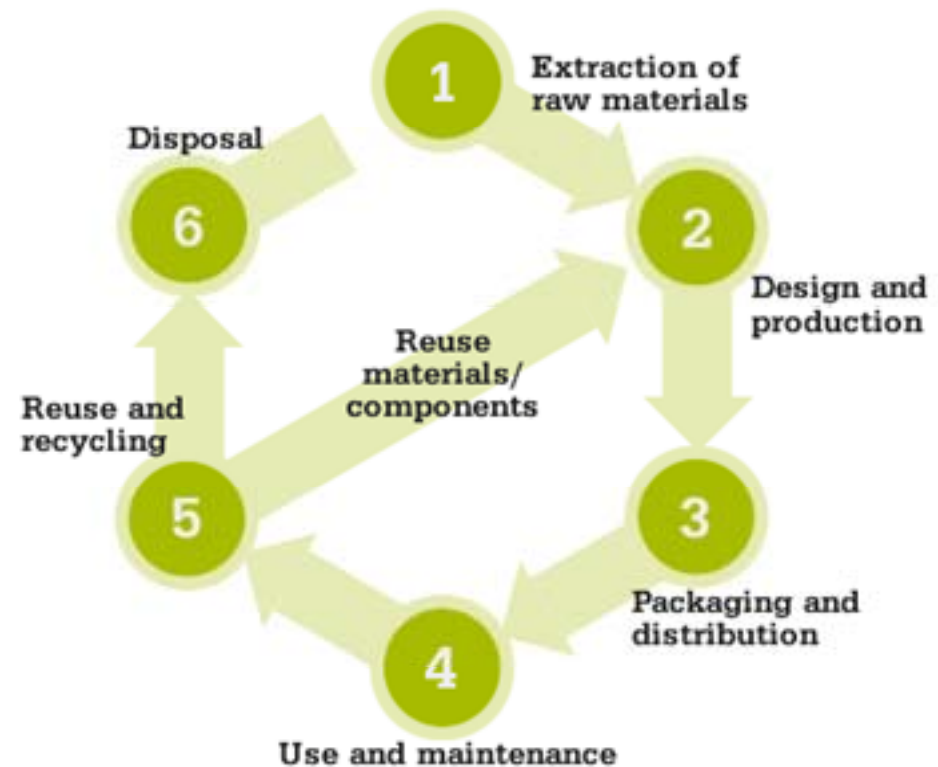 1
Extraction of
raw materials
2
Design and
production
3
Packaging and
distribution
4
Use and maintenance
5
Reuse and
recycling
Reuse
materials/
components
6
Disposal